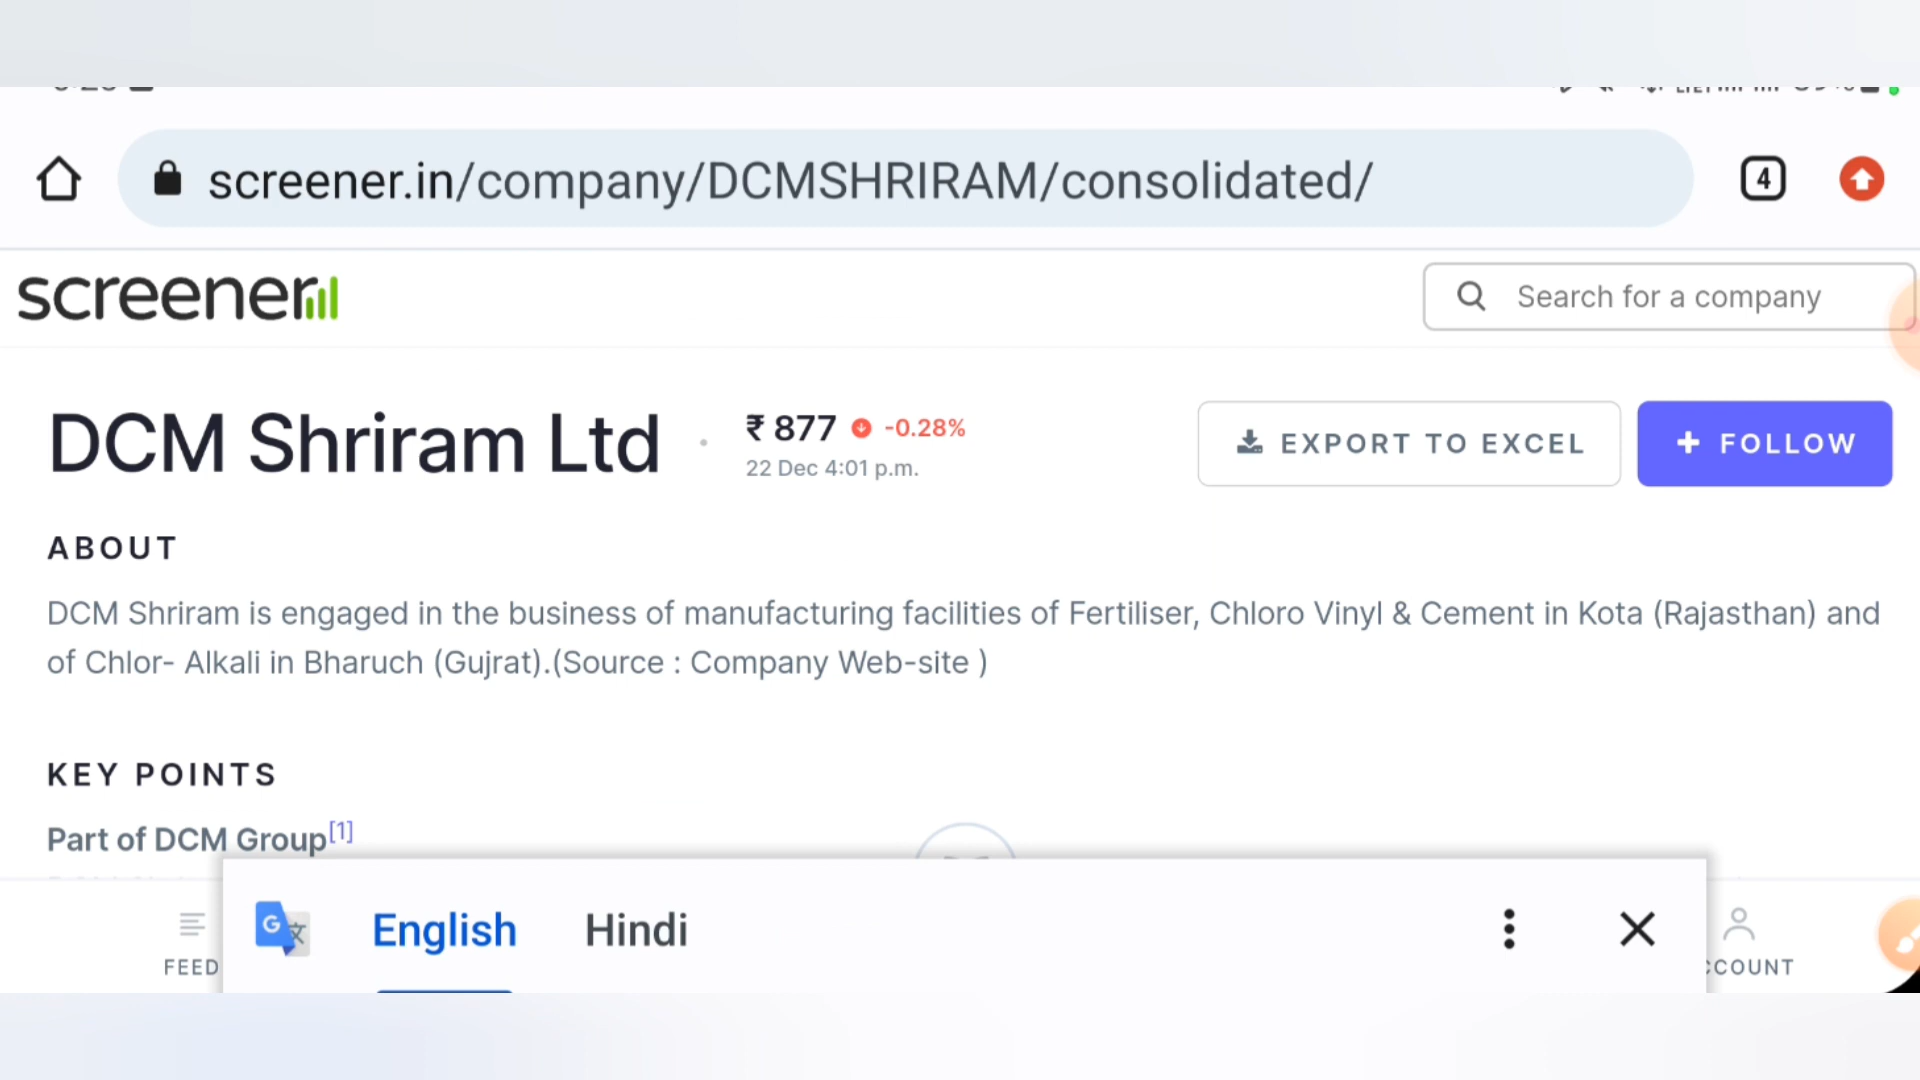 screener.in/company/DCMSHRIRAM/consolidated/
4
screener
Search for a company
DCM Shriram Ltd
₹ 877 -0.28%
22 Dec 4:01 p.m.
EXPORT TO EXCEL
+ FOLLOW
ABOUT
DCM Shriram is engaged in the business of manufacturing facilities of Fertiliser, Chloro Vinyl & Cement in Kota (Rajasthan) and
of Chlor- Alkali in Bharuch (Gujrat).(Source : Company Web-site )
KEY POINTS
Part of DCM Group[1]
English Hindi
FEED
COUNT